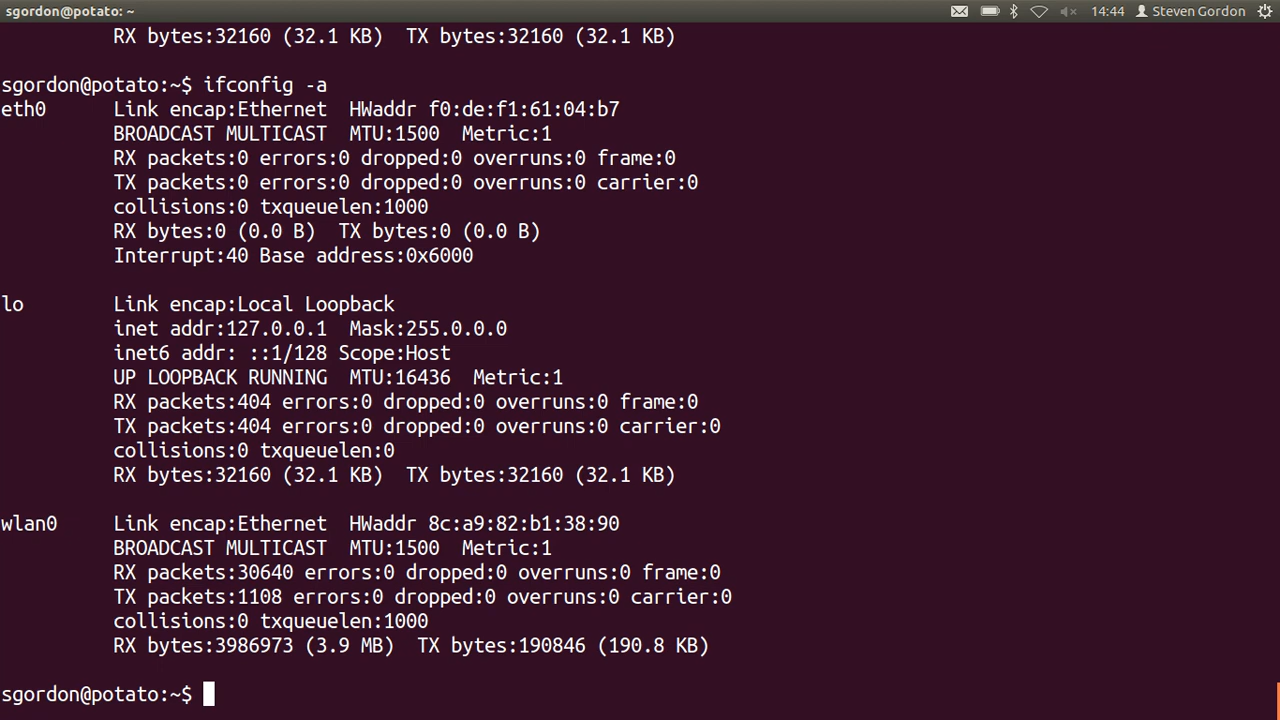 sgordon@potato: ~ 14:44 Steven Gordon
RX bytes:32160 (32.1 KB)  TX bytes:32160 (32.1 KB)
sgordon@potato:~$ ifconfig -a
eth0      Link encap:Ethernet  HWaddr f0:de:f1:61:04:b7
BROADCAST MULTICAST  MTU:1500  Metric:1
RX packets:0 errors:0 dropped:0 overruns:0 frame:0
TX packets:0 errors:0 dropped:0 overruns:0 carrier:0
collisions:0 txqueuelen:1000
RX bytes:0 (0.0 B)  TX bytes:0 (0.0 B)
Interrupt:40 Base address:0x6000
lo        Link encap:Local Loopback
inet addr:127.0.0.1  Mask:255.0.0.0
inet6 addr: ::1/128 Scope:Host
UP LOOPBACK RUNNING  MTU:16436  Metric:1
RX packets:404 errors:0 dropped:0 overruns:0 frame:0
TX packets:404 errors:0 dropped:0 overruns:0 carrier:0
collisions:0 txqueuelen:0
RX bytes:32160 (32.1 KB)  TX bytes:32160 (32.1 KB)
wlan0     Link encap:Ethernet  HWaddr 8c:a9:82:b1:38:90
BROADCAST MULTICAST  MTU:1500  Metric:1
RX packets:30640 errors:0 dropped:0 overruns:0 frame:0
TX packets:1108 errors:0 dropped:0 overruns:0 carrier:0
collisions:0 txqueuelen:1000
RX bytes:3986973 (3.9 MB)  TX bytes:190846 (190.8 KB)
sgordon@potato:~$